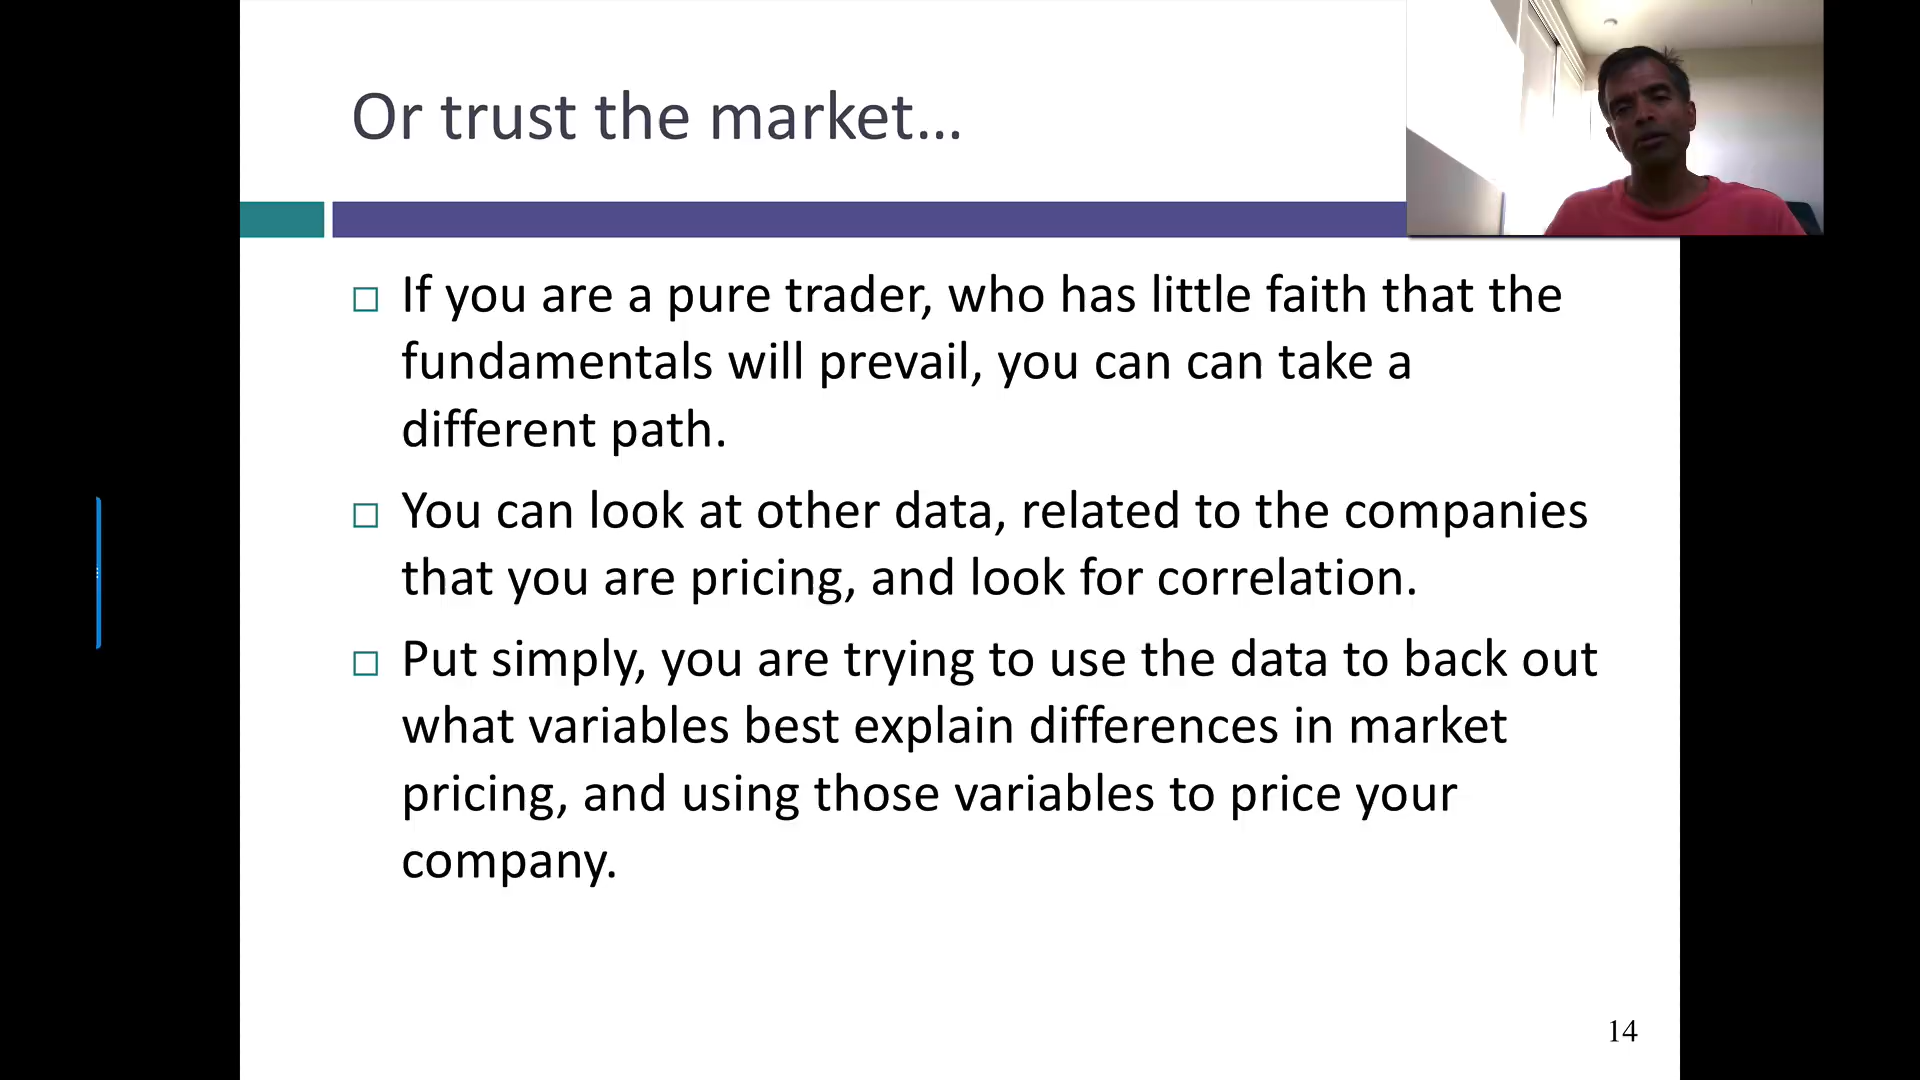 Or trust the market...
If you are a pure trader, who has little faith that the
fundamentals will prevail, you can can take a
different path.
You can look at other data, related to the companies
that you are pricing, and look for correlation.
Put simply, you are trying to use the data to back out
what variables best explain differences in market
pricing, and using those variables to price your
company.
14